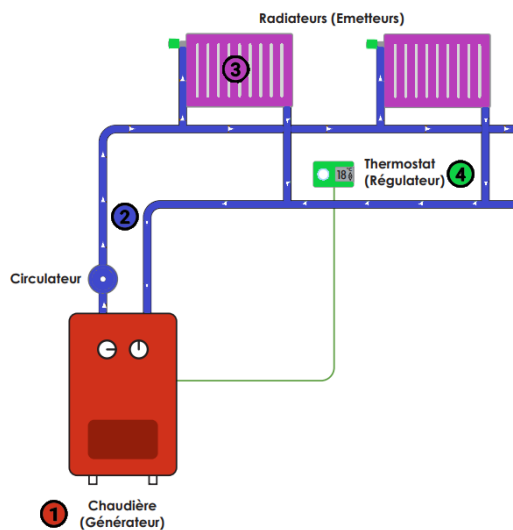 Radiateurs (Emetteurs)
3
Thermostat
(Régulateur)
4
18
2
Circulateur
1
Chaudière
(Générateur)